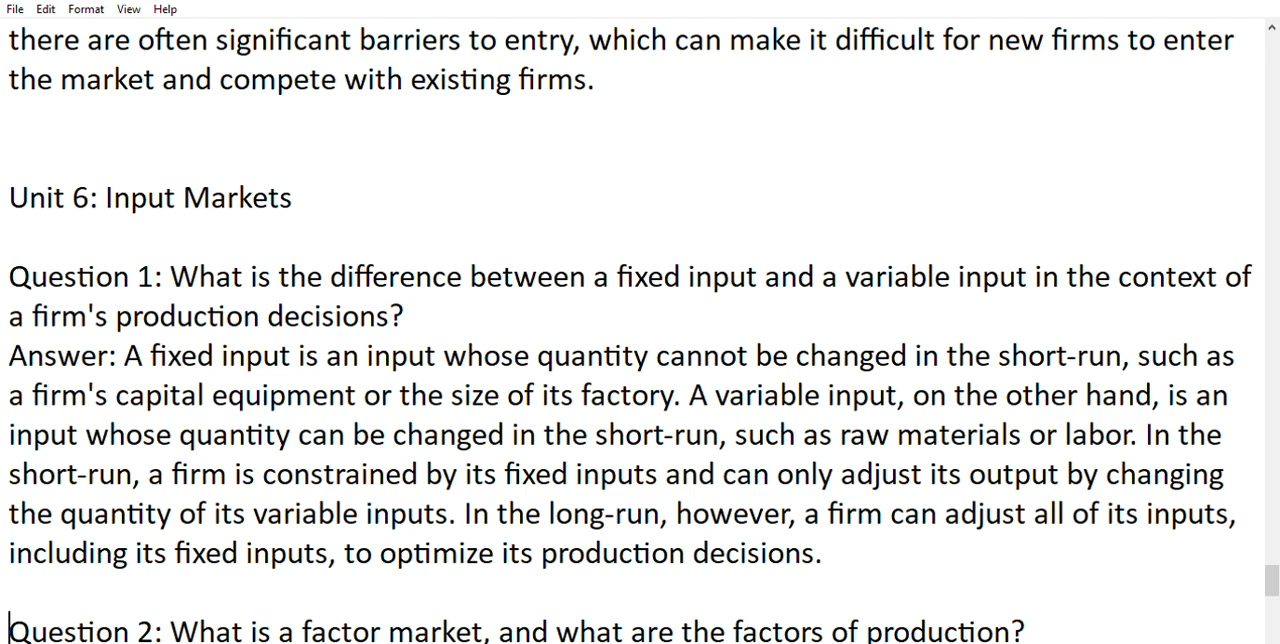 File Edit Format View Help
there are often significant barriers to entry, which can make it difficult for new firms to enter
the market and compete with existing firms.
Unit 6: Input Markets
Question 1: What is the difference between a fixed input and a variable input in the context of
a firm's production decisions?
Answer: A fixed input is an input whose quantity cannot be changed in the short-run, such as
a firm's capital equipment or the size of its factory. A variable input, on the other hand, is an
input whose quantity can be changed in the short-run, such as raw materials or labor. In the
short-run, a firm is constrained by its fixed inputs and can only adjust its output by changing
the quantity of its variable inputs. In the long-run, however, a firm can adjust all of its inputs,
including its fixed inputs, to optimize its production decisions.
Question 2: What is a factor market, and what are the factors of production?